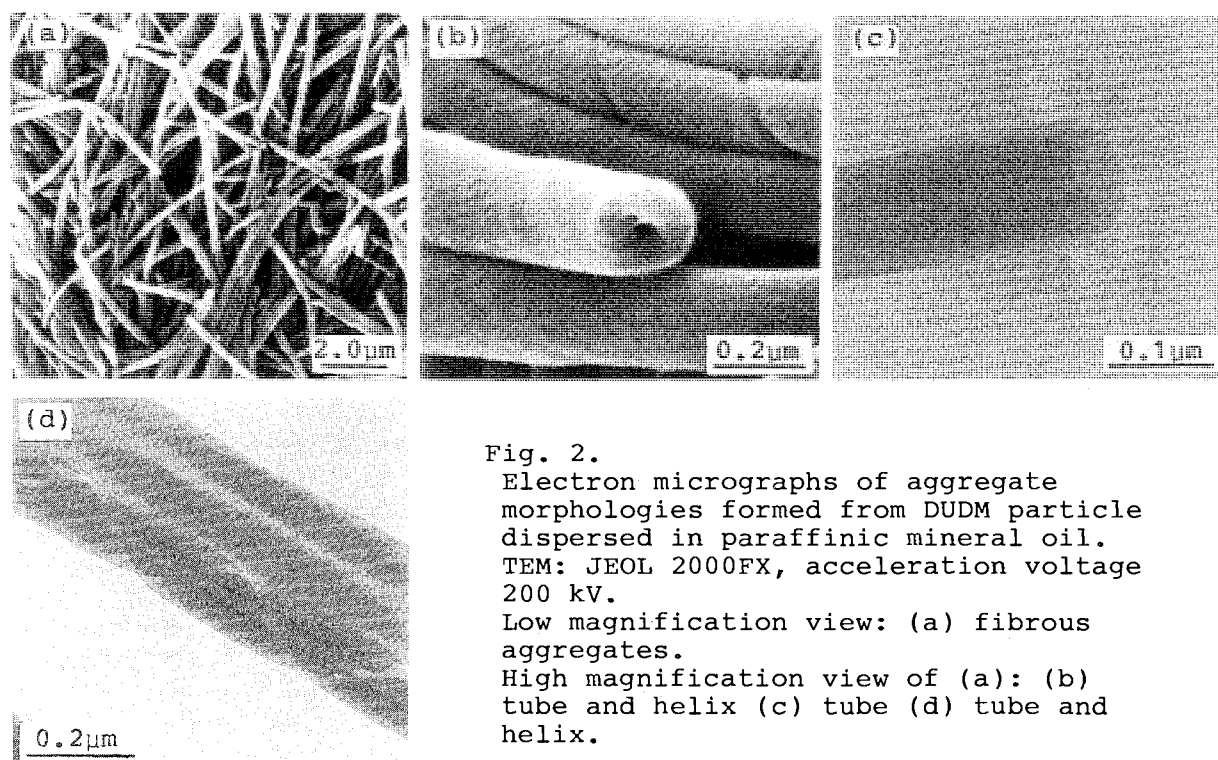 (a)
(b)
(c)
2.0µm
0.2µm
0.1µm
(d)
0.2µm
Fig. 2.
Electron micrographs of aggregate
morphologies formed from DUDM particle
dispersed in paraffinic mineral oil.
TEM: JEOL 2000FX, acceleration voltage
200 kV.
Low magnification view: (a) fibrous
aggregates.
High magnification view of (a): (b)
tube and helix (c) tube (d) tube and
helix.